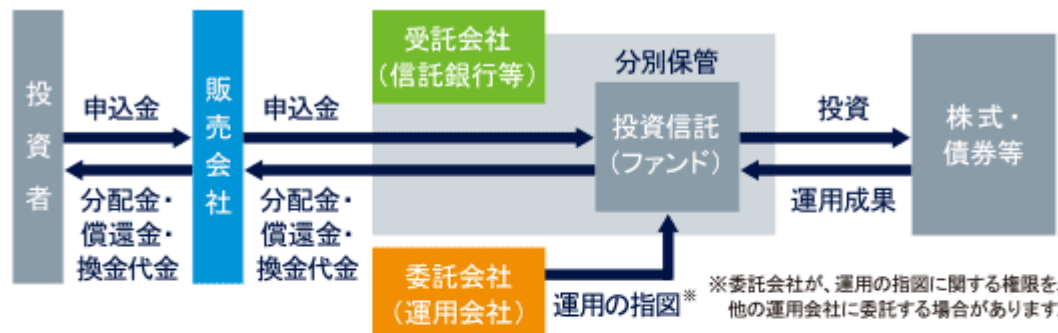 投資者
申込金
分配金・
償還金・
換金代金
販売会社
申込金
分配金・
償還金・
換金代金
受託会社
(信託銀行等)
分別保管
投資信託
(ファンド)
委託会社
(運用会社)
運用の指図※
投資
運用成果
株式・
債券等
※委託会社が、運用の指図に関する権限を
他の運用会社に委託する場合があります